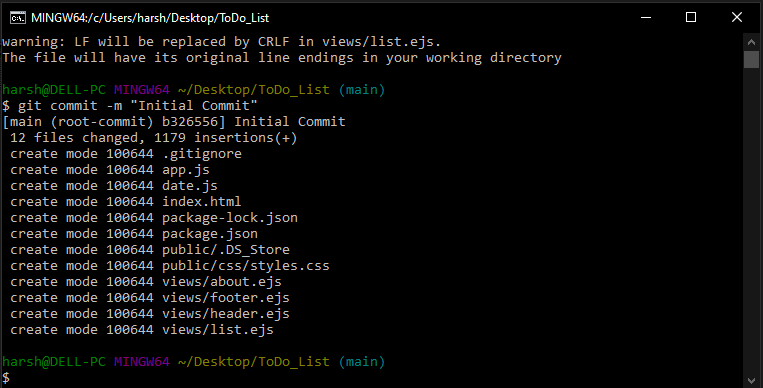 MINGW64:/c/Users/harsh/Desktop/ToDo_List
warning: LF will be replaced by CRLF in views/list.ejs.
The file will have its original line endings in your working directory
harsh@DELL-PC MINGW64 ~/Desktop/ToDo_List (main)
$ git commit -m "Initial Commit"
[main (root-commit) b326556] Initial Commit
 12 files changed, 1179 insertions(+)
 create mode 100644 .gitignore
 create mode 100644 app.js
 create mode 100644 date.js
 create mode 100644 index.html
 create mode 100644 package-lock.json
 create mode 100644 package.json
 create mode 100644 public/.DS_Store
 create mode 100644 public/css/styles.css
 create mode 100644 views/about.ejs
 create mode 100644 views/footer.ejs
 create mode 100644 views/header.ejs
 create mode 100644 views/list.ejs
harsh@DELL-PC MINGW64 ~/Desktop/ToDo_List (main)
$